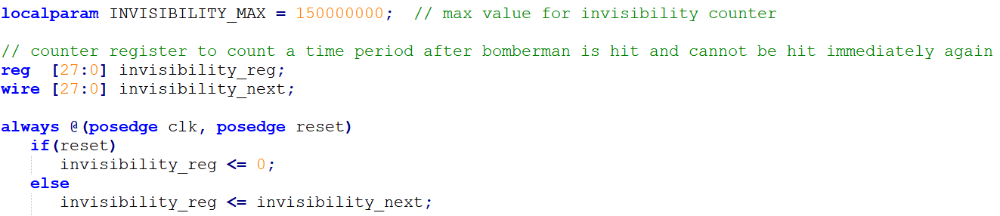 localparam INVISIBILITY_MAX = 150000000;  // max value for invisibility counter
// counter register to count a time period after bomberman is hit and cannot be hit immediately again
reg  [27:0] invisibility_reg;
wire [27:0] invisibility_next;
always @(posedge clk, posedge reset)
   if(reset)
      invisibility_reg <= 0;
   else
      invisibility_reg <= invisibility_next;